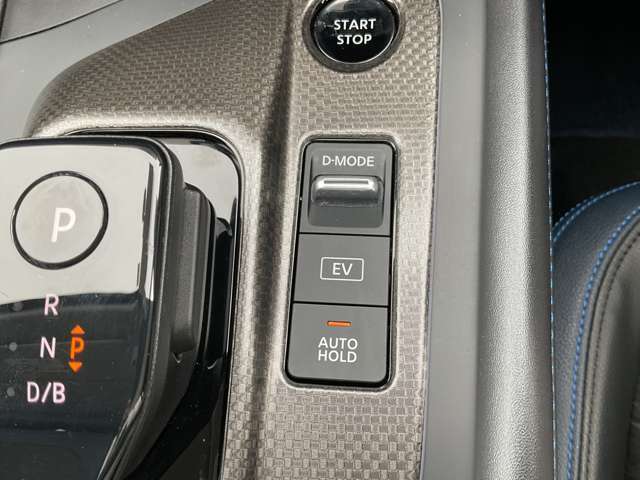 START
STOP
D-MODE
EV
AUTO
HOLD
P
R
N P
D/B